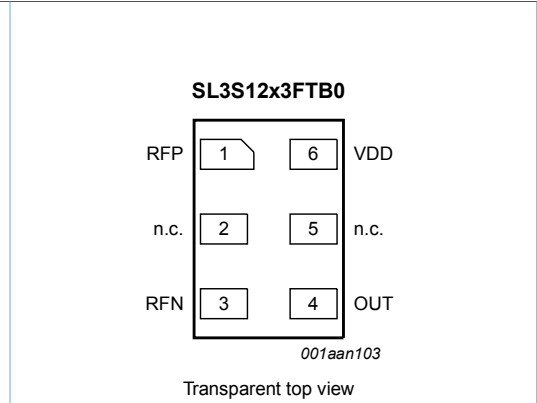 SL3S12x3FTB0
RFP 1 6 VDD
n.c. 2 5 n.c.
RFN 3 4 OUT
001aan103
Transparent top view